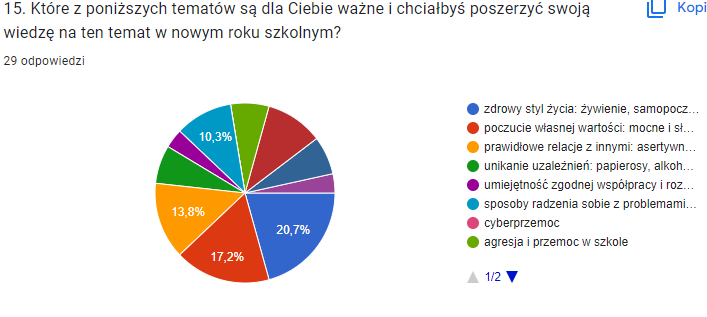 15. Które z poniższych tematów są dla Ciebie ważne i chciałbyś poszerzyć swoją
Kopi
wiedzę na ten temat w nowym roku szkolnym?
29 odpowiedzi
10,3%
13,8%
17,2%
20,7%
zdrowy styl życia: żywienie, samopocz…
poczucie własnej wartości: mocne i sł…
prawidłowe relacje z innymi: asertywn…
unikanie uzależnień: papierosy, alkoh…
umiejętność zgodnej współpracy i roz…
sposoby radzenia sobie z problemami…
cyberprzemoc
agresja i przemoc w szkole
1/2